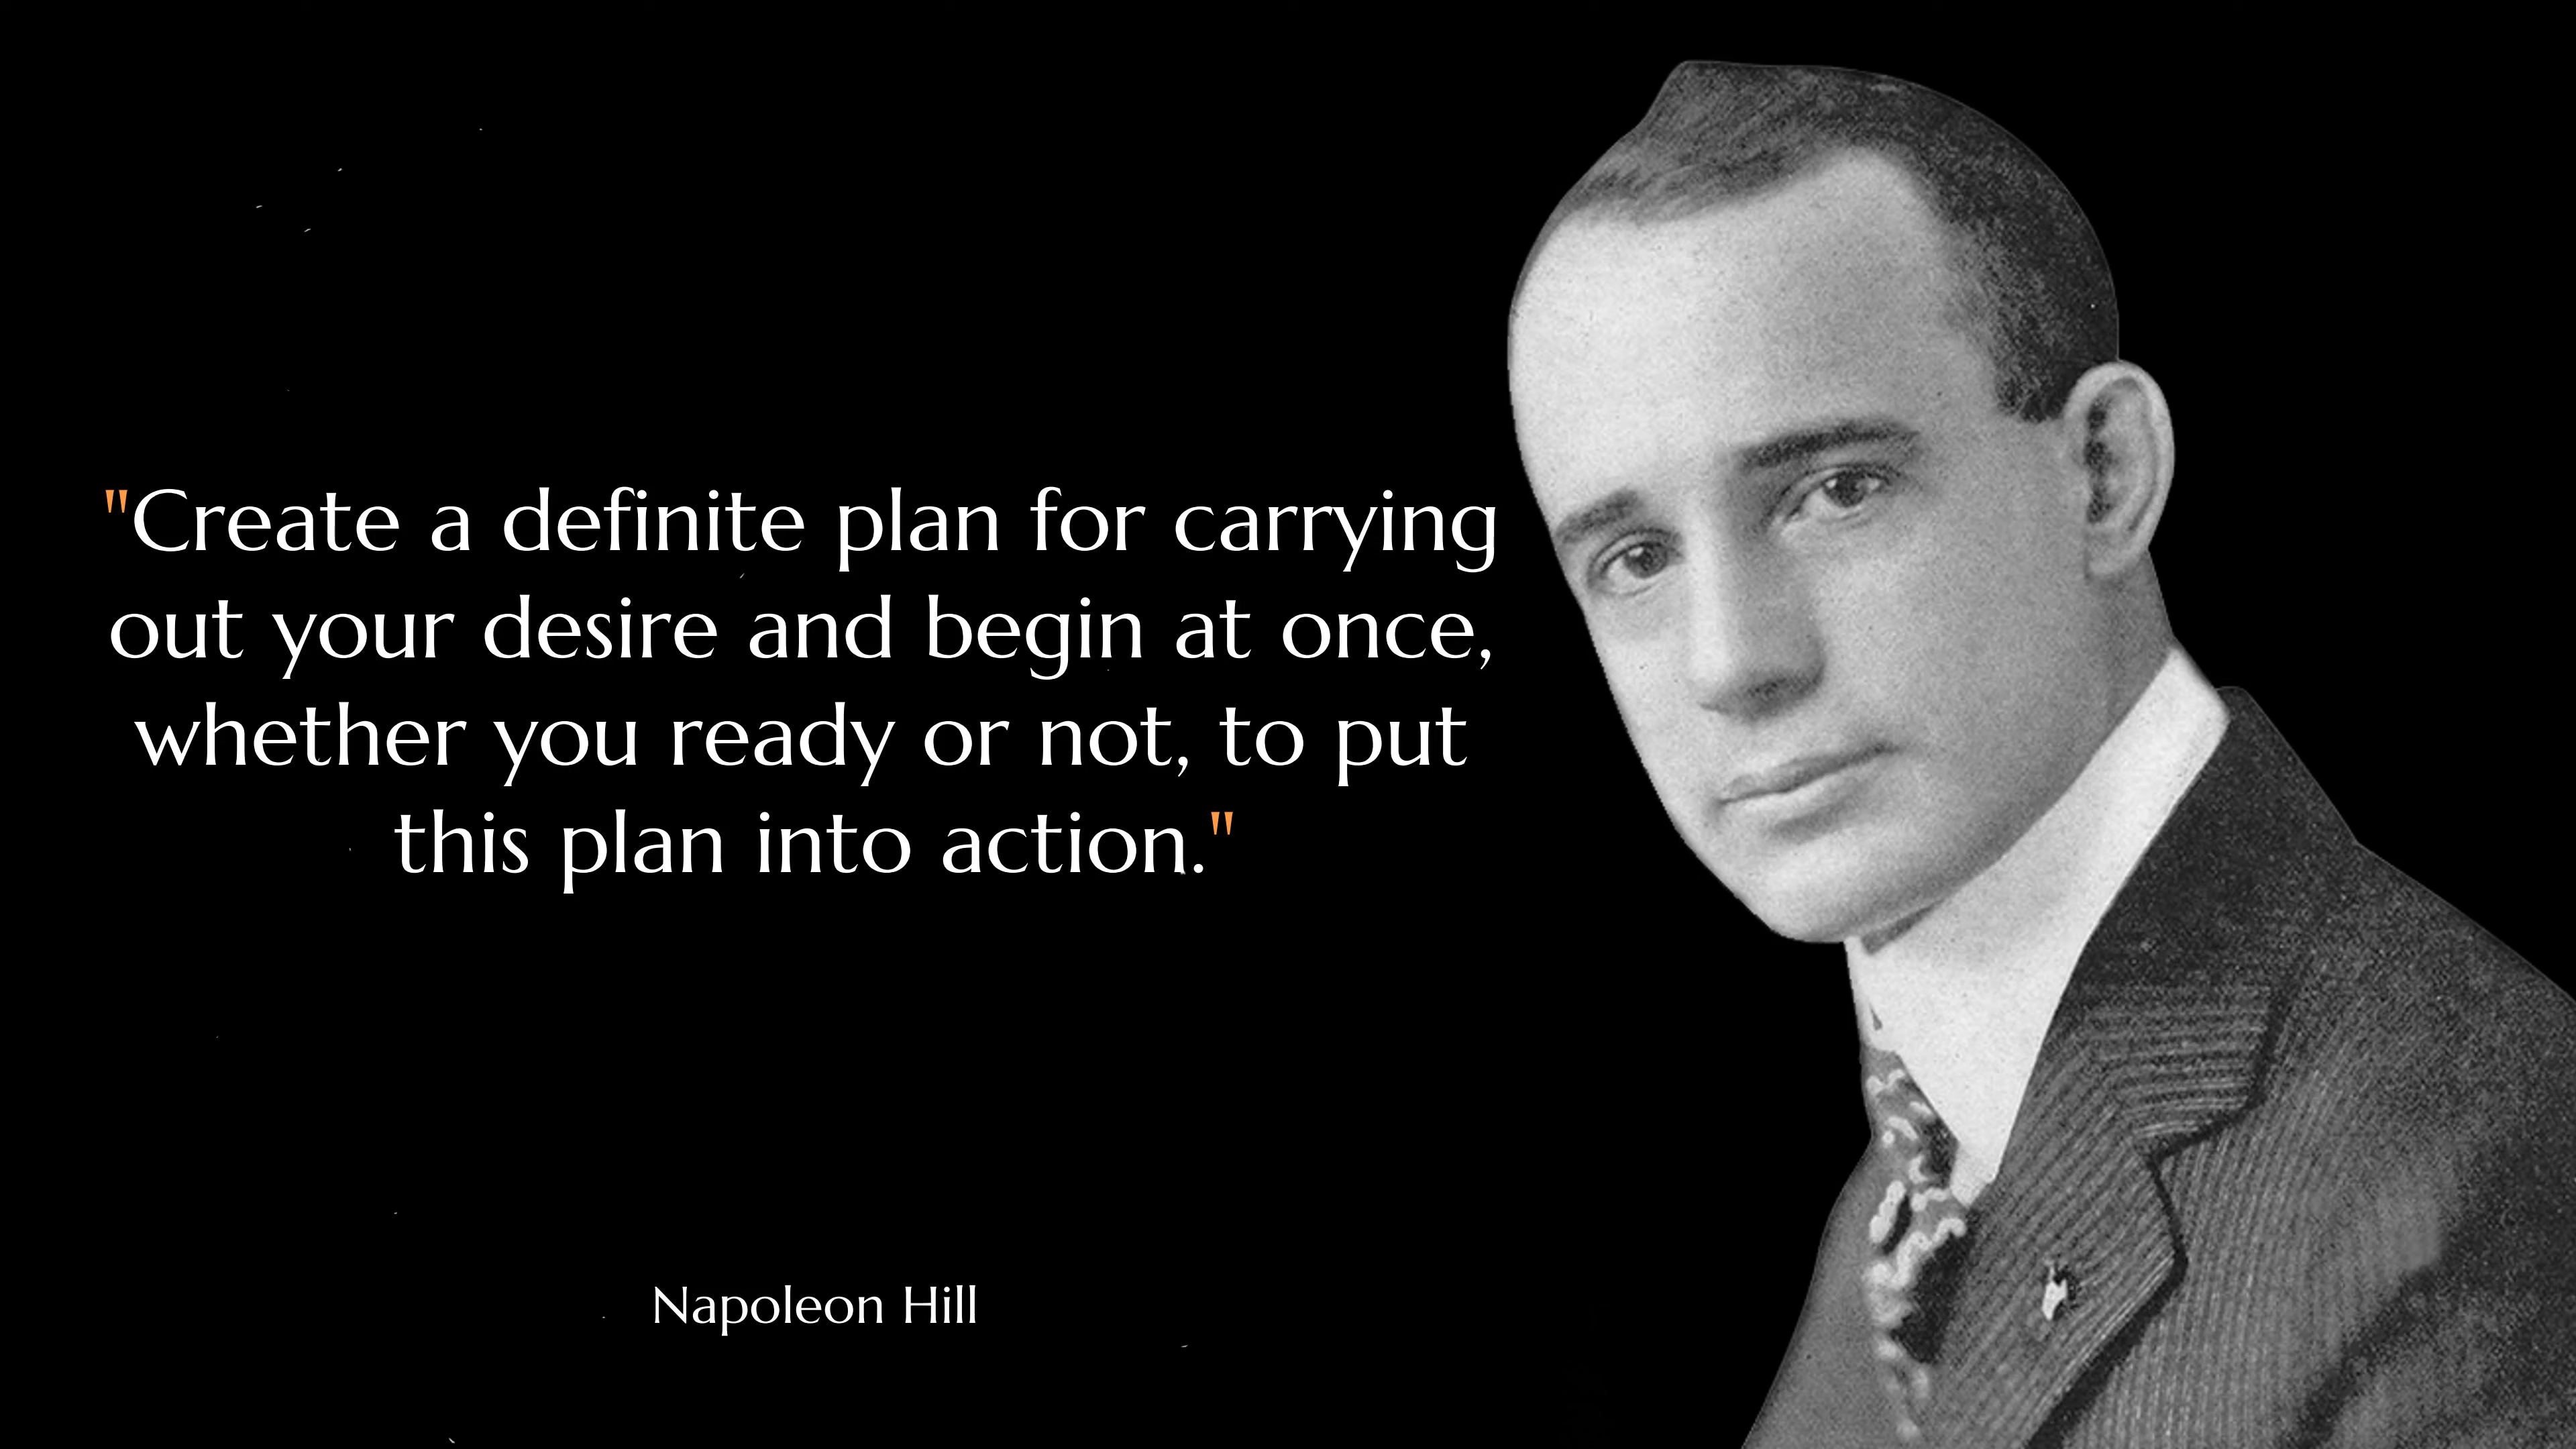 "Create a definite plan for carrying
out your desire and begin at once,
whether you ready or not, to put
this plan into action."
Napoleon Hill